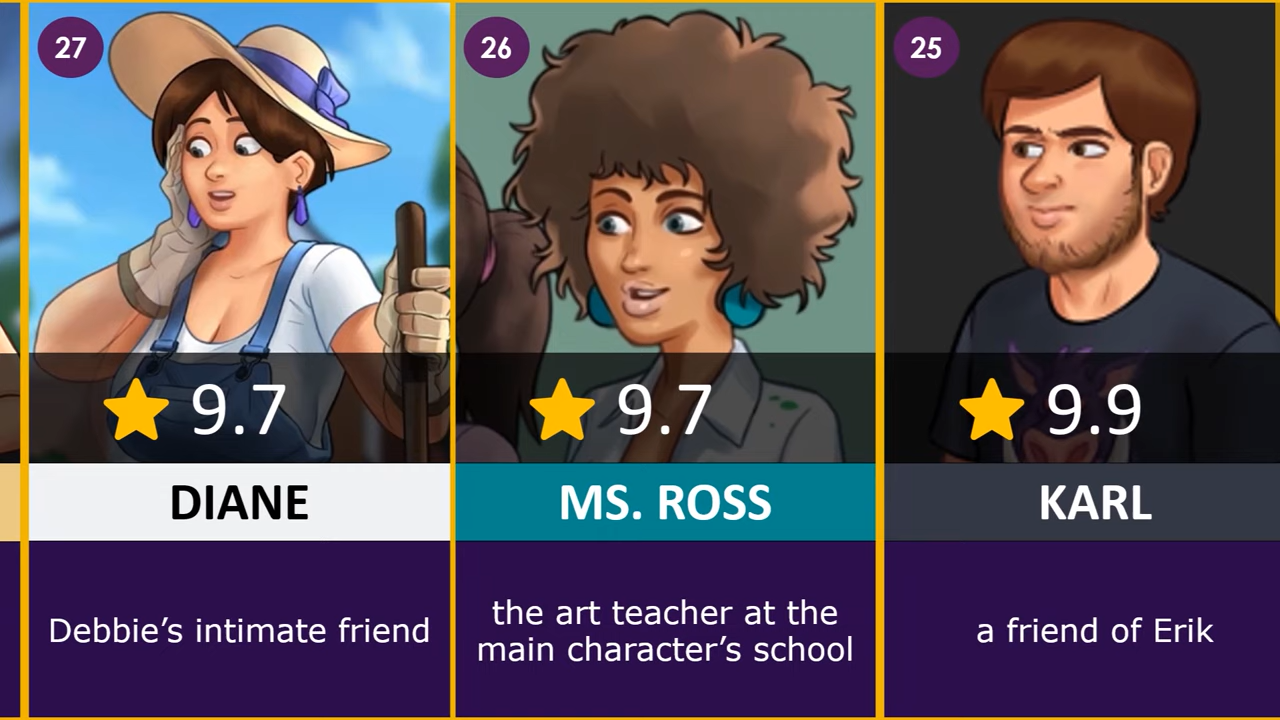 27
9.7
DIANE
Debbie’s intimate friend
26
9.7
MS. ROSS
the art teacher at the
main character’s school
25
9.9
KARL
a friend of Erik